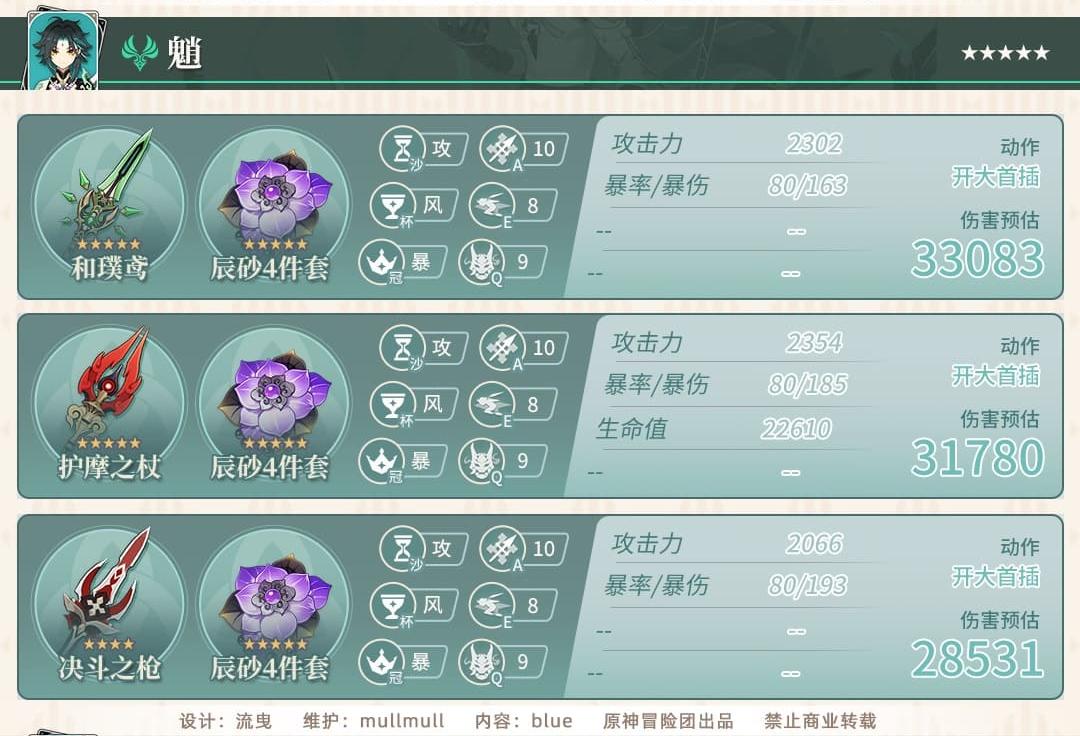 魈
★★★★★
和璞鸢
辰砂4件套
沙 攻 A 10
杯 风 E 8
冠 暴 Q 9
攻击力 2302
暴率/暴伤 80/163
-- --
-- --
动作
开大首插
伤害预估
33083
护摩之杖
辰砂4件套
沙 攻 A 10
杯 风 E 8
冠 暴 Q 9
攻击力 2354
暴率/暴伤 80/185
生命值 22610
-- --
动作
开大首插
伤害预估
31780
决斗之枪
辰砂4件套
沙 攻 A 10
杯 风 E 8
冠 暴 Q 9
攻击力 2066
暴率/暴伤 80/193
-- --
-- --
动作
开大首插
伤害预估
28531
设计：流曳 维护：mullmull 内容：blue 原神冒险团出品 禁止商业转载